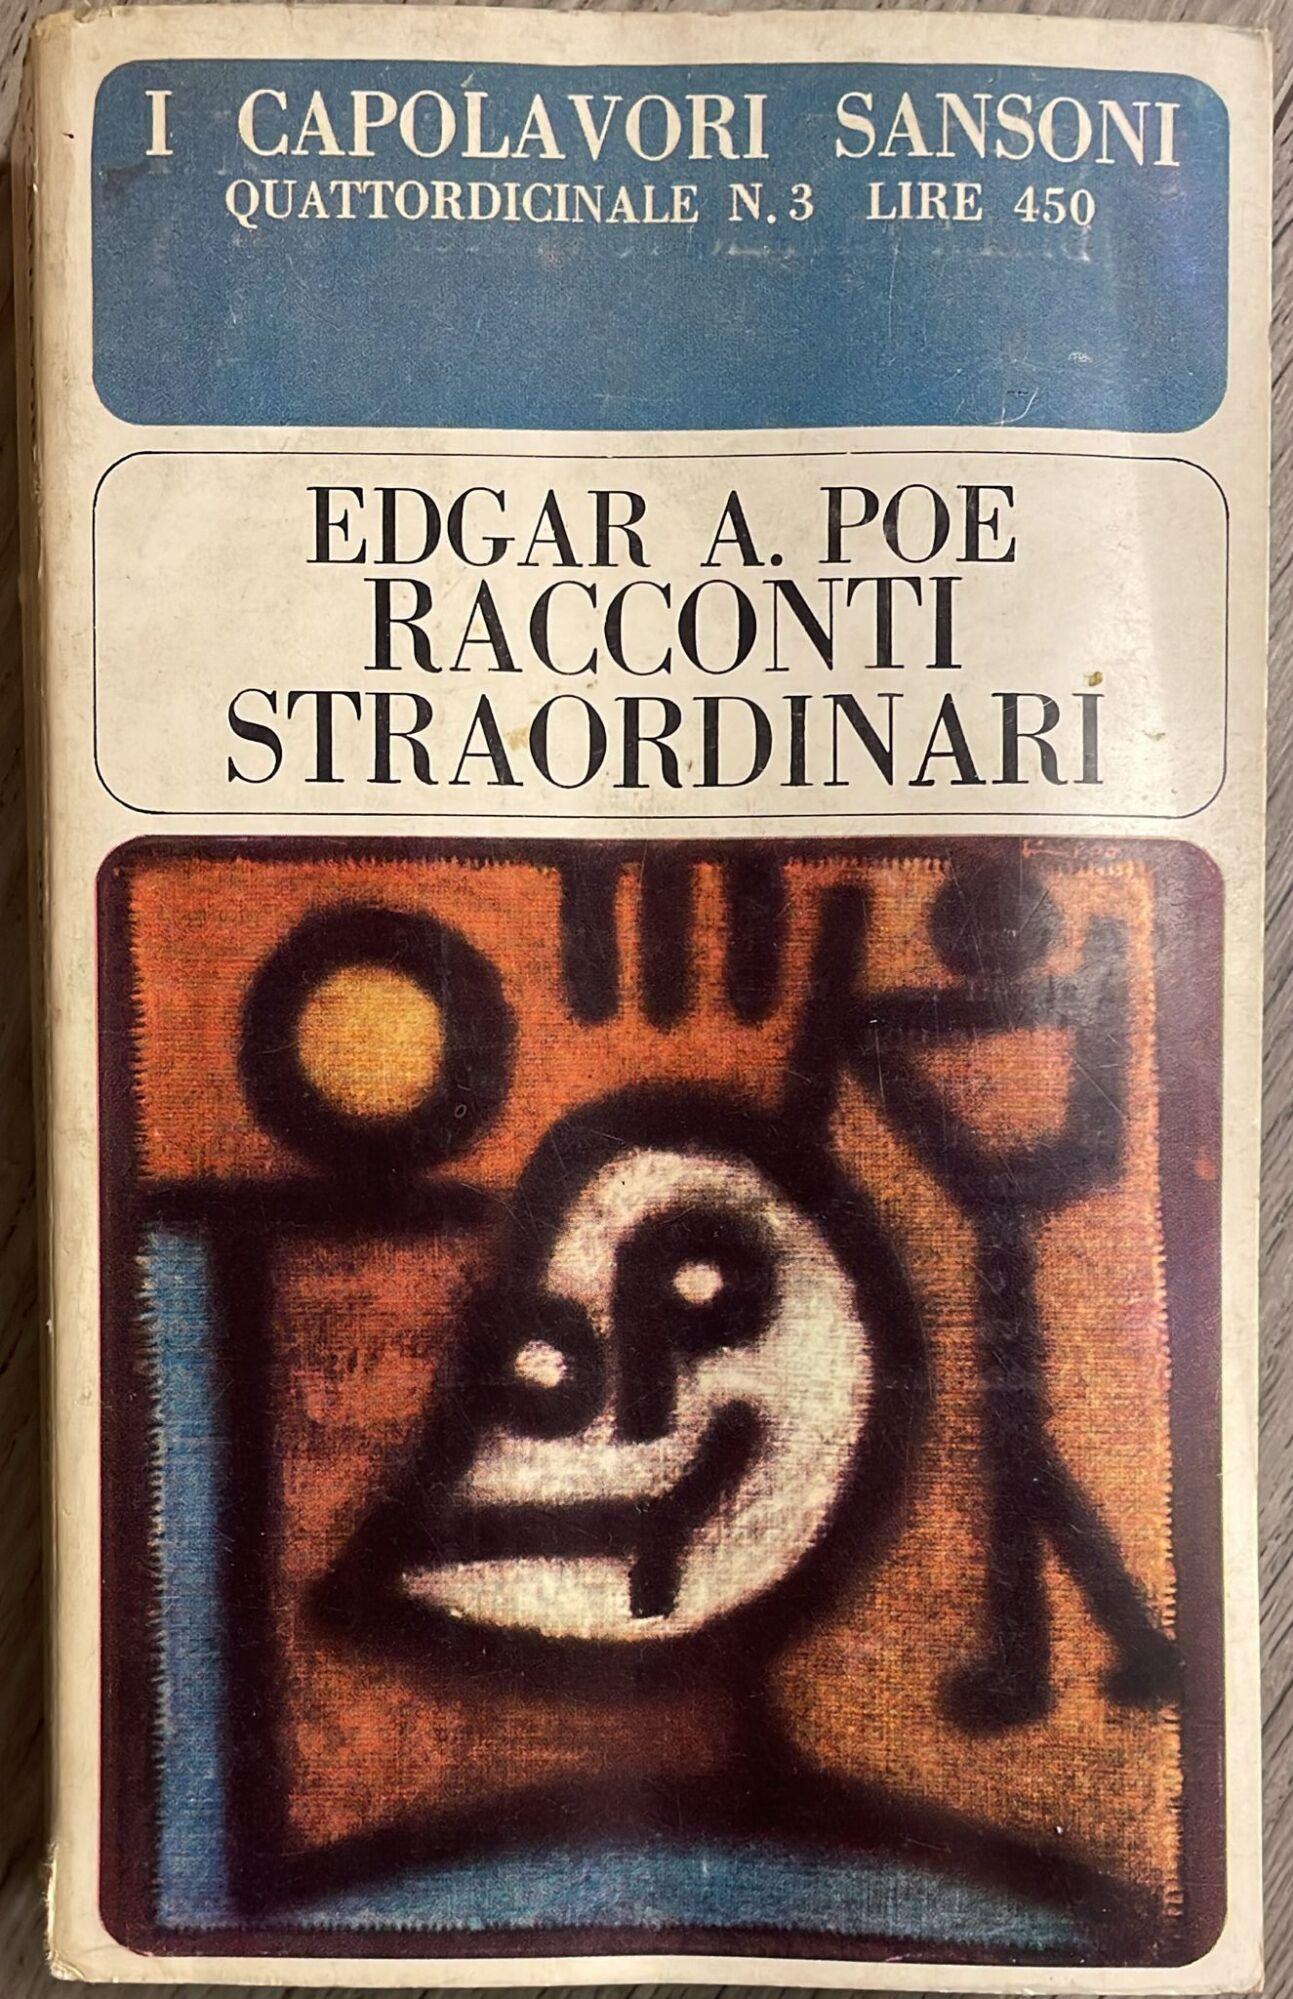 I CAPOLAVORI SANSONI
QUATTORDICINALE N. 3 LIRE 450
EDGAR A. POE
RACCONTI
STRAORDINARI